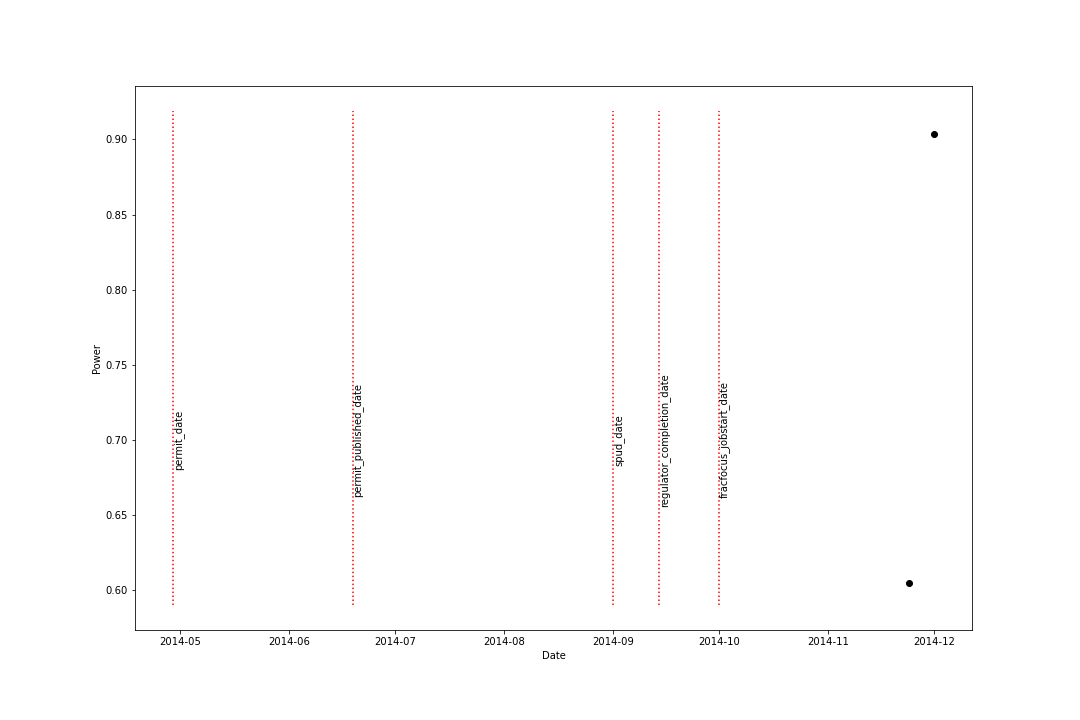 0.90
0.85
0.80
0.75
0.70
0.65
0.60
Power
permit_date
permit_published_date
spud_date
regulator_completion_date
fracfocus_jobstart_date
2014-05
2014-06
2014-07
2014-08
2014-09
2014-10
2014-11
2014-12
Date